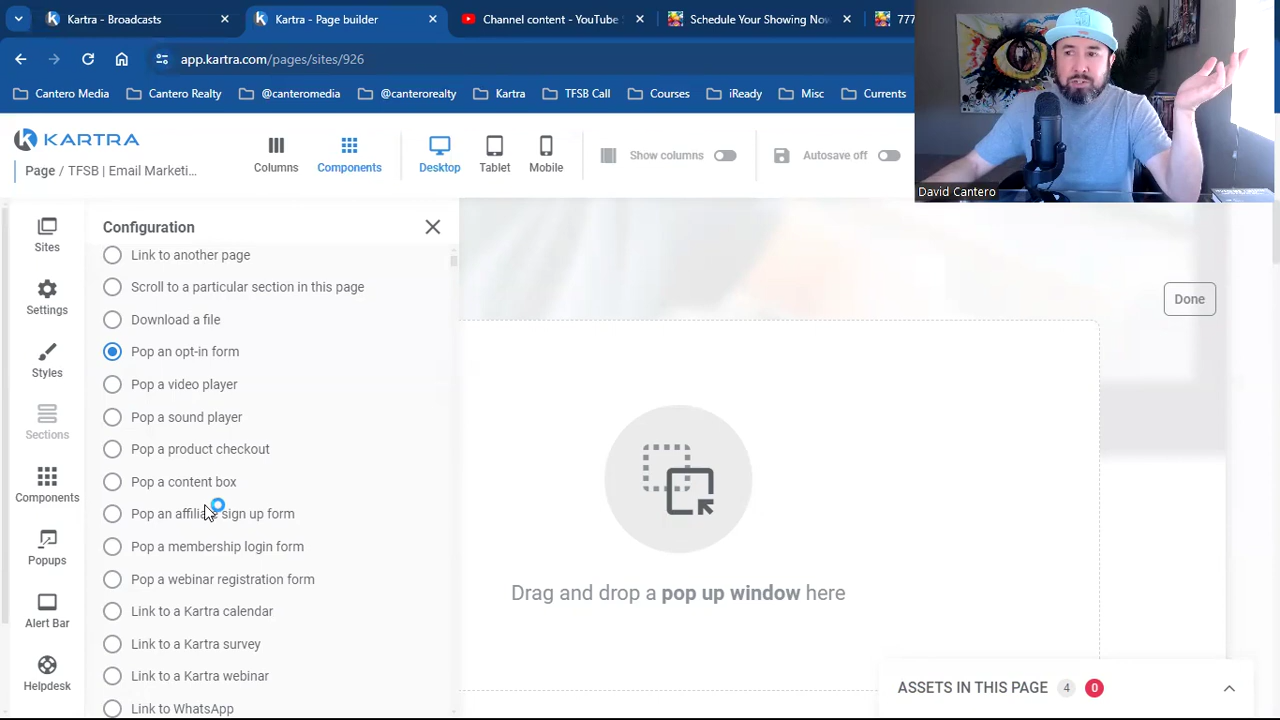 Kartra - Broadcasts
Kartra - Page builder
Channel content - YouTube S
Schedule Your Showing Now
777
app.kartra.com/pages/sites/926
Cantero Media
Cantero Realty
@canteromedia
@canterorealty
Kartra
TFSB Call
Courses
iReady
Misc
Currents
KARTRA
Page / TFSB | Email Marketi...
Columns
Components
Desktop
Tablet
Mobile
Show columns
Autosave off
David Cantero
Sites
Settings
Styles
Sections
Components
Popups
Alert Bar
Helpdesk
Configuration
Link to another page
Scroll to a particular section in this page
Download a file
Pop an opt-in form
Pop a video player
Pop a sound player
Pop a product checkout
Pop a content box
Pop an affiliate sign up form
Pop a membership login form
Pop a webinar registration form
Link to a Kartra calendar
Link to a Kartra survey
Link to a Kartra webinar
Link to WhatsApp
Done
Drag and drop a pop up window here
ASSETS IN THIS PAGE 4 0